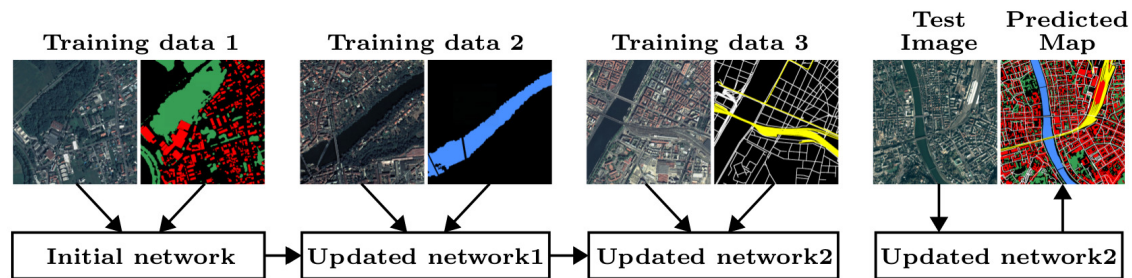 Training data 1
Training data 2
Training data 3
Test
Image
Predicted
Map
Initial network
Updated network1
Updated network2
Updated network2